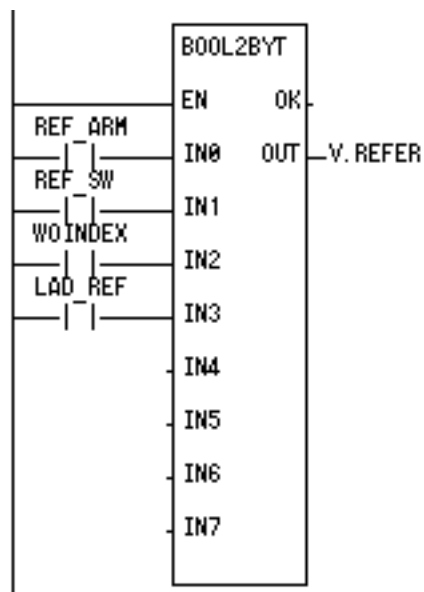 BOOL2BYT
EN OK
REF_ARM
IN0 OUT V.REFER
REF_SW
IN1
WOINDEX
IN2
LAD_REF
IN3
IN4
IN5
IN6
IN7